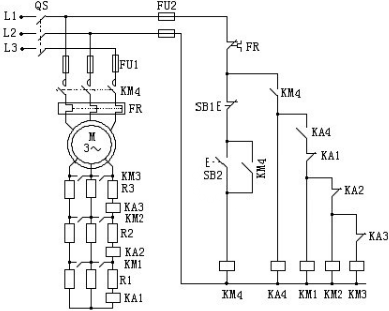 L1 QS FU2
L2
L3
FU1
FR
KM4
SB1E
KM4
FR
KA4
M
3~
KA1
E-
SB2
KM4
KM3
R3
KA2
KA3
KM2
R2
KA3
KA2
KM1
R1
KA1
KM4 KA4 KM1 KM2 KM3